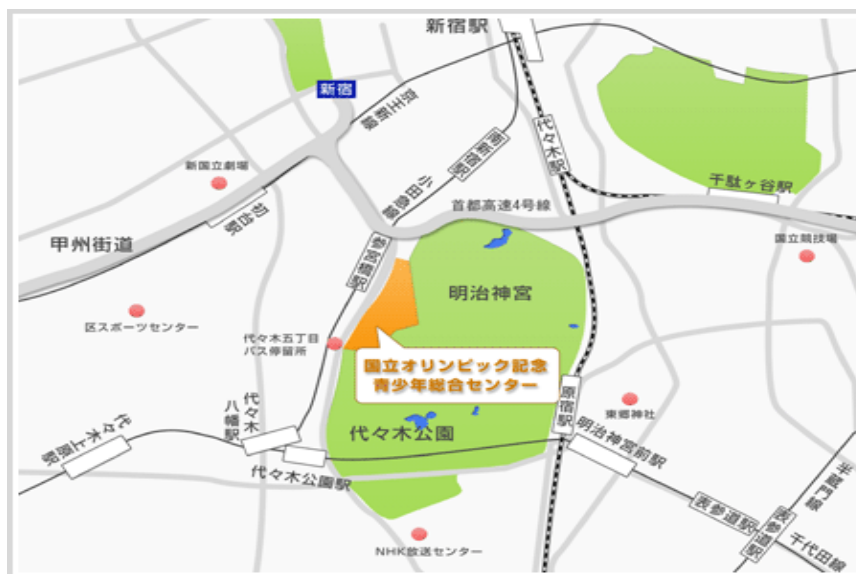 新宿駅
新宿
京王新線
南新宿駅
代々木駅
新国立劇場
小田急線
千駄ヶ谷駅
初台駅
首都高速4号線
甲州街道
参宮橋駅
国立競技場
明治神宮
区スポーツセンター
代々木五丁目
バス停留所
国立オリンピック記念
青少年総合センター
原宿駅
代々木
八幡駅
東郷神社
代々木上原駅
代々木公園
明治神宮前駅
代々木公園駅
半蔵門線
表参道駅
表参道駅
NHK放送センター
千代田線